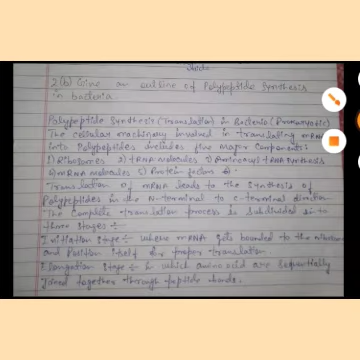 2(b) Give an outline of Polypeptide Synthesis
in bacteria
Polypeptide Synthesis (Translation) in Bacteria (Prokaryotic)
The cellular machinery involved in translating mRNA
into Polypeptides includes five major Components:
1) Ribosomes 2) tRNA molecules 3) Aminoacyl tRNA synthesis
4) mRNA molecules 5) Protein factors
Translation of mRNA leads to the Synthesis of
Polypeptides in the N-terminal to C-terminal direction
The Complete translation process is subdivided into
three stages ÷
Initiation stage ÷ where mRNA gets bounded to the ribosome
and Position itself for proper translation.
Elongation stage ÷ in which amino acid are sequentially
joined together through peptide bonds.